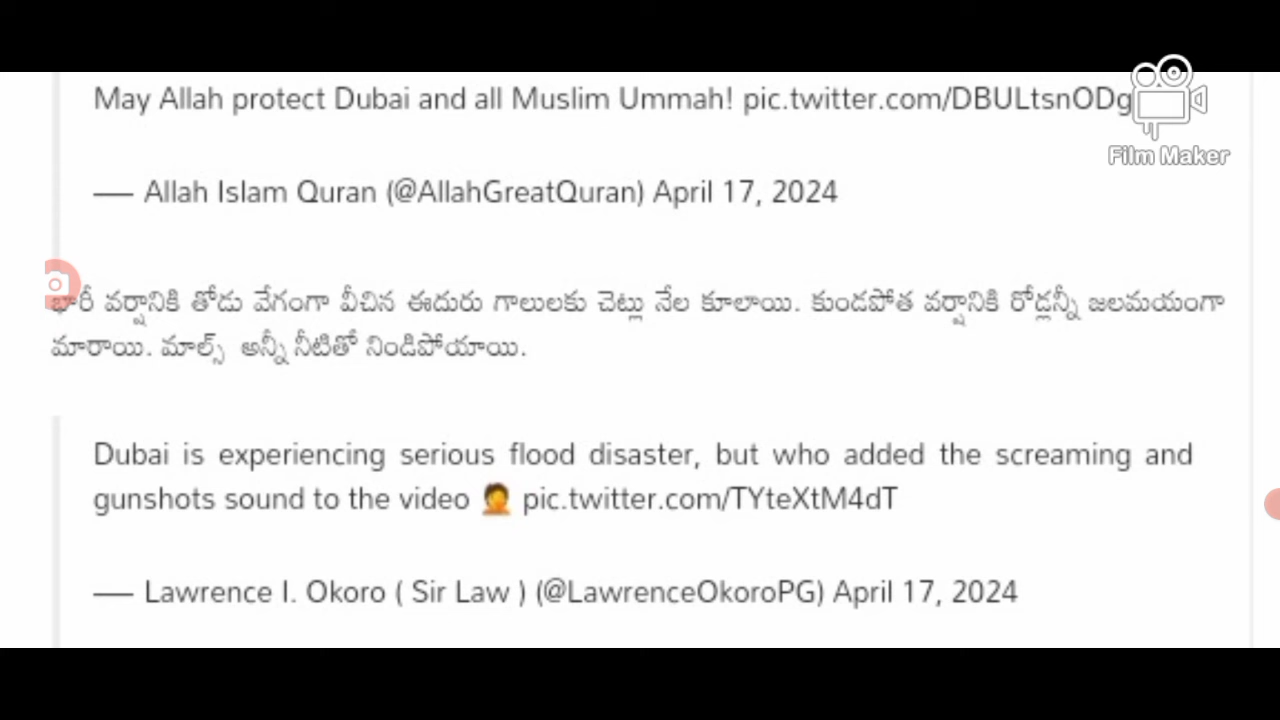 May Allah protect Dubai and all Muslim Ummah! pic.twitter.com/DBULtsnODg
Film Maker
— Allah Islam Quran (@AllahGreatQuran) April 17, 2024
భారీ వర్షానికి తోడు వేగంగా వీచిన ఈదురు గాలులకు చెట్లు నేల కూలాయి. కుండపోత వర్షానికి రోడ్లన్నీ జలమయంగా
మారాయి. మాల్స్ అన్నీ నీటితో నిండిపోయాయి.
Dubai is experiencing serious flood disaster, but who added the screaming and
gunshots sound to the video 🤦 pic.twitter.com/TYteXtM4dT
— Lawrence I. Okoro ( Sir Law ) (@LawrenceOkoroPG) April 17, 2024